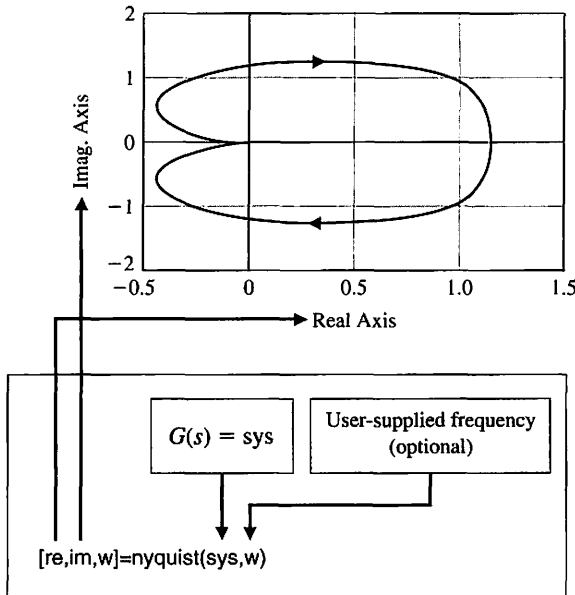 2
1
0
−1
−2
Imag. Axis
−0.5
0
0.5
1.0
1.5
Real Axis
G(s) = sys
User-supplied frequency
(optional)
[re,im,w]=nyquist(sys,w)